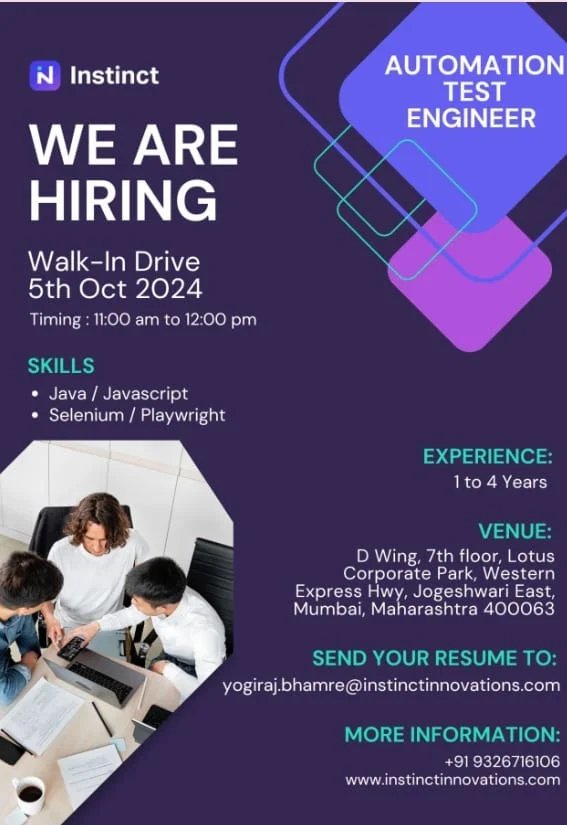 Instinct
AUTOMATION
TEST
ENGINEER
WE ARE
HIRING
Walk-In Drive
5th Oct 2024
Timing : 11:00 am to 12:00 pm
SKILLS
• Java / Javascript
• Selenium / Playwright
EXPERIENCE:
1 to 4 Years
VENUE:
D Wing, 7th floor, Lotus
Corporate Park, Western
Express Hwy, Jogeshwari East,
Mumbai, Maharashtra 400063
SEND YOUR RESUME TO:
yogiraj.bhamre@instinctinnovations.com
MORE INFORMATION:
+91 9326716106
www.instinctinnovations.com